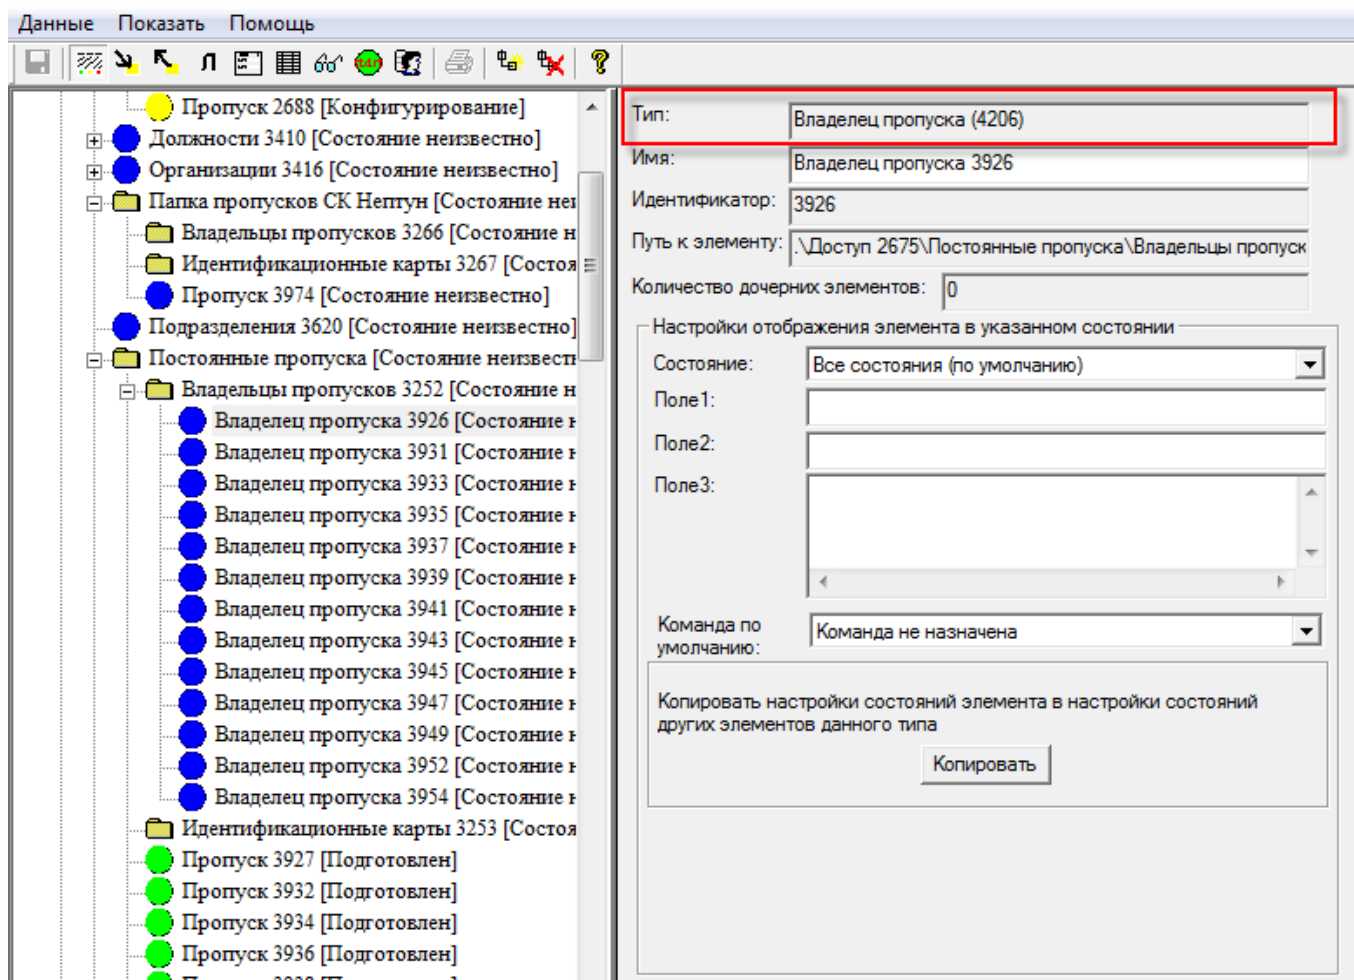 Данные Показать Помощь
Л
start
?
Пропуск 2688 [Конфигурирование]
Должности 3410 [Состояние неизвестно]
Организации 3416 [Состояние неизвестно]
Папка пропусков СК Нептун [Состояние неи
Владельцы пропусков 3266 [Состояние н
Идентификационные карты 3267 [Состоя
Пропуск 3974 [Состояние неизвестно]
Подразделения 3620 [Состояние неизвестно]
Постоянные пропуска [Состояние неизвестн
Владельцы пропусков 3252 [Состояние н
Владелец пропуска 3926 [Состояние н
Владелец пропуска 3931 [Состояние н
Владелец пропуска 3933 [Состояние н
Владелец пропуска 3935 [Состояние н
Владелец пропуска 3937 [Состояние н
Владелец пропуска 3939 [Состояние н
Владелец пропуска 3941 [Состояние н
Владелец пропуска 3943 [Состояние н
Владелец пропуска 3945 [Состояние н
Владелец пропуска 3947 [Состояние н
Владелец пропуска 3949 [Состояние н
Владелец пропуска 3952 [Состояние н
Владелец пропуска 3954 [Состояние н
Идентификационные карты 3253 [Состоя
Пропуск 3927 [Подготовлен]
Пропуск 3932 [Подготовлен]
Пропуск 3934 [Подготовлен]
Пропуск 3936 [Подготовлен]
Тип: Владелец пропуска (4206)
Имя: Владелец пропуска 3926
Идентификатор: 3926
Путь к элементу: .\Доступ 2675\Постоянные пропуска\Владельцы пропуск
Количество дочерних элементов: 0
Настройки отображения элемента в указанном состоянии
Состояние: Все состояния (по умолчанию)
Поле1:
Поле2:
Поле3:
Команда по
умолчанию:
Команда не назначена
Копировать настройки состояний элемента в настройки состояний
других элементов данного типа
Копировать